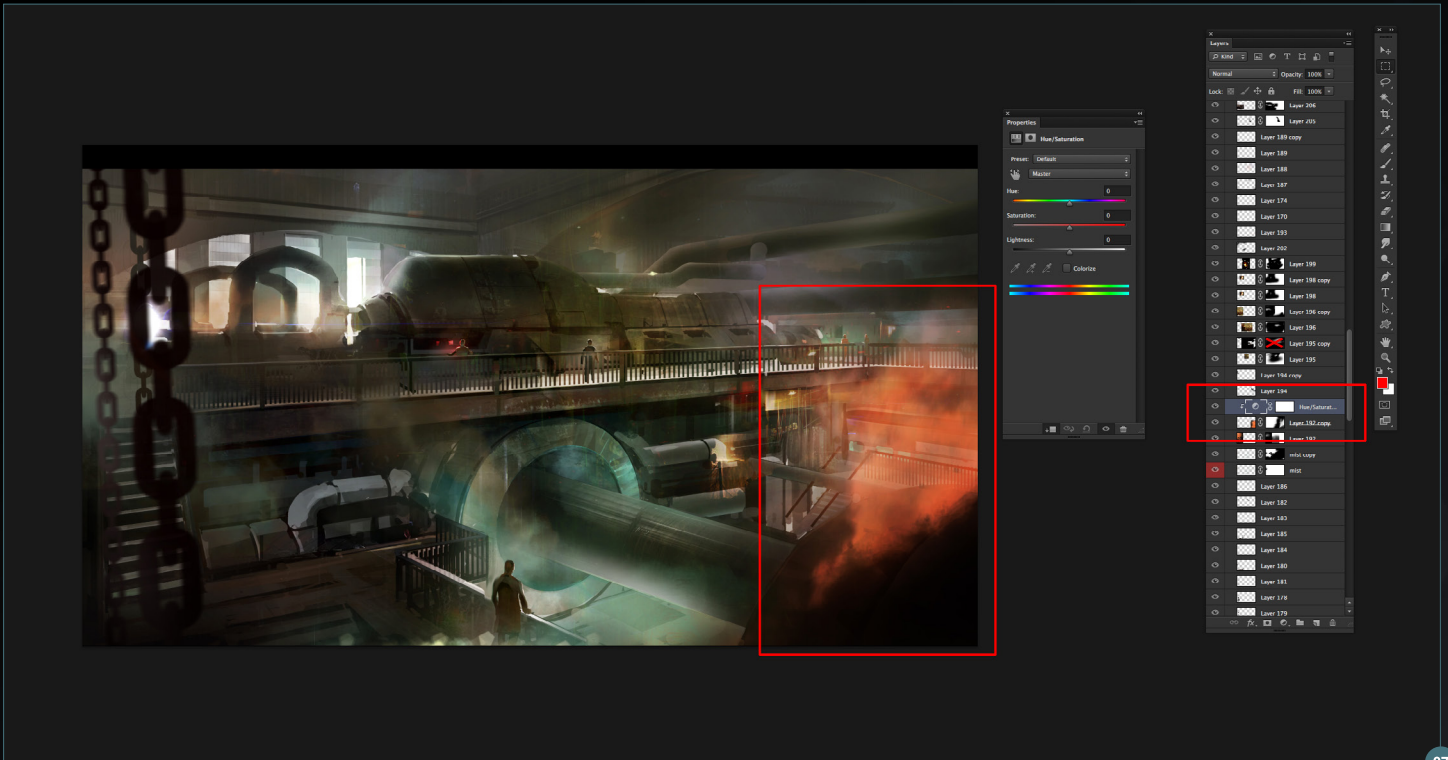 Properties
Hue/Saturation
Preset: Default
Master
Hue: 0
Saturation: 0
Lightness: 0
Colorize
Layers
Kind
Normal Opacity: 100%
Lock: Fill: 100%
Layer 206
Layer 205
Layer 189 copy
Layer 189
Layer 188
Layer 187
Layer 174
Layer 170
Layer 193
Layer 202
Layer 199
Layer 198 copy
Layer 198
Layer 196 copy
Layer 196
Layer 195 copy
Layer 195
Layer 194 copy
Layer 194
Hue/Saturat...
Layer 192 copy
Layer 192
mist copy
mist
Layer 186
Layer 182
Layer 183
Layer 185
Layer 184
Layer 180
Layer 181
Layer 178
Layer 179